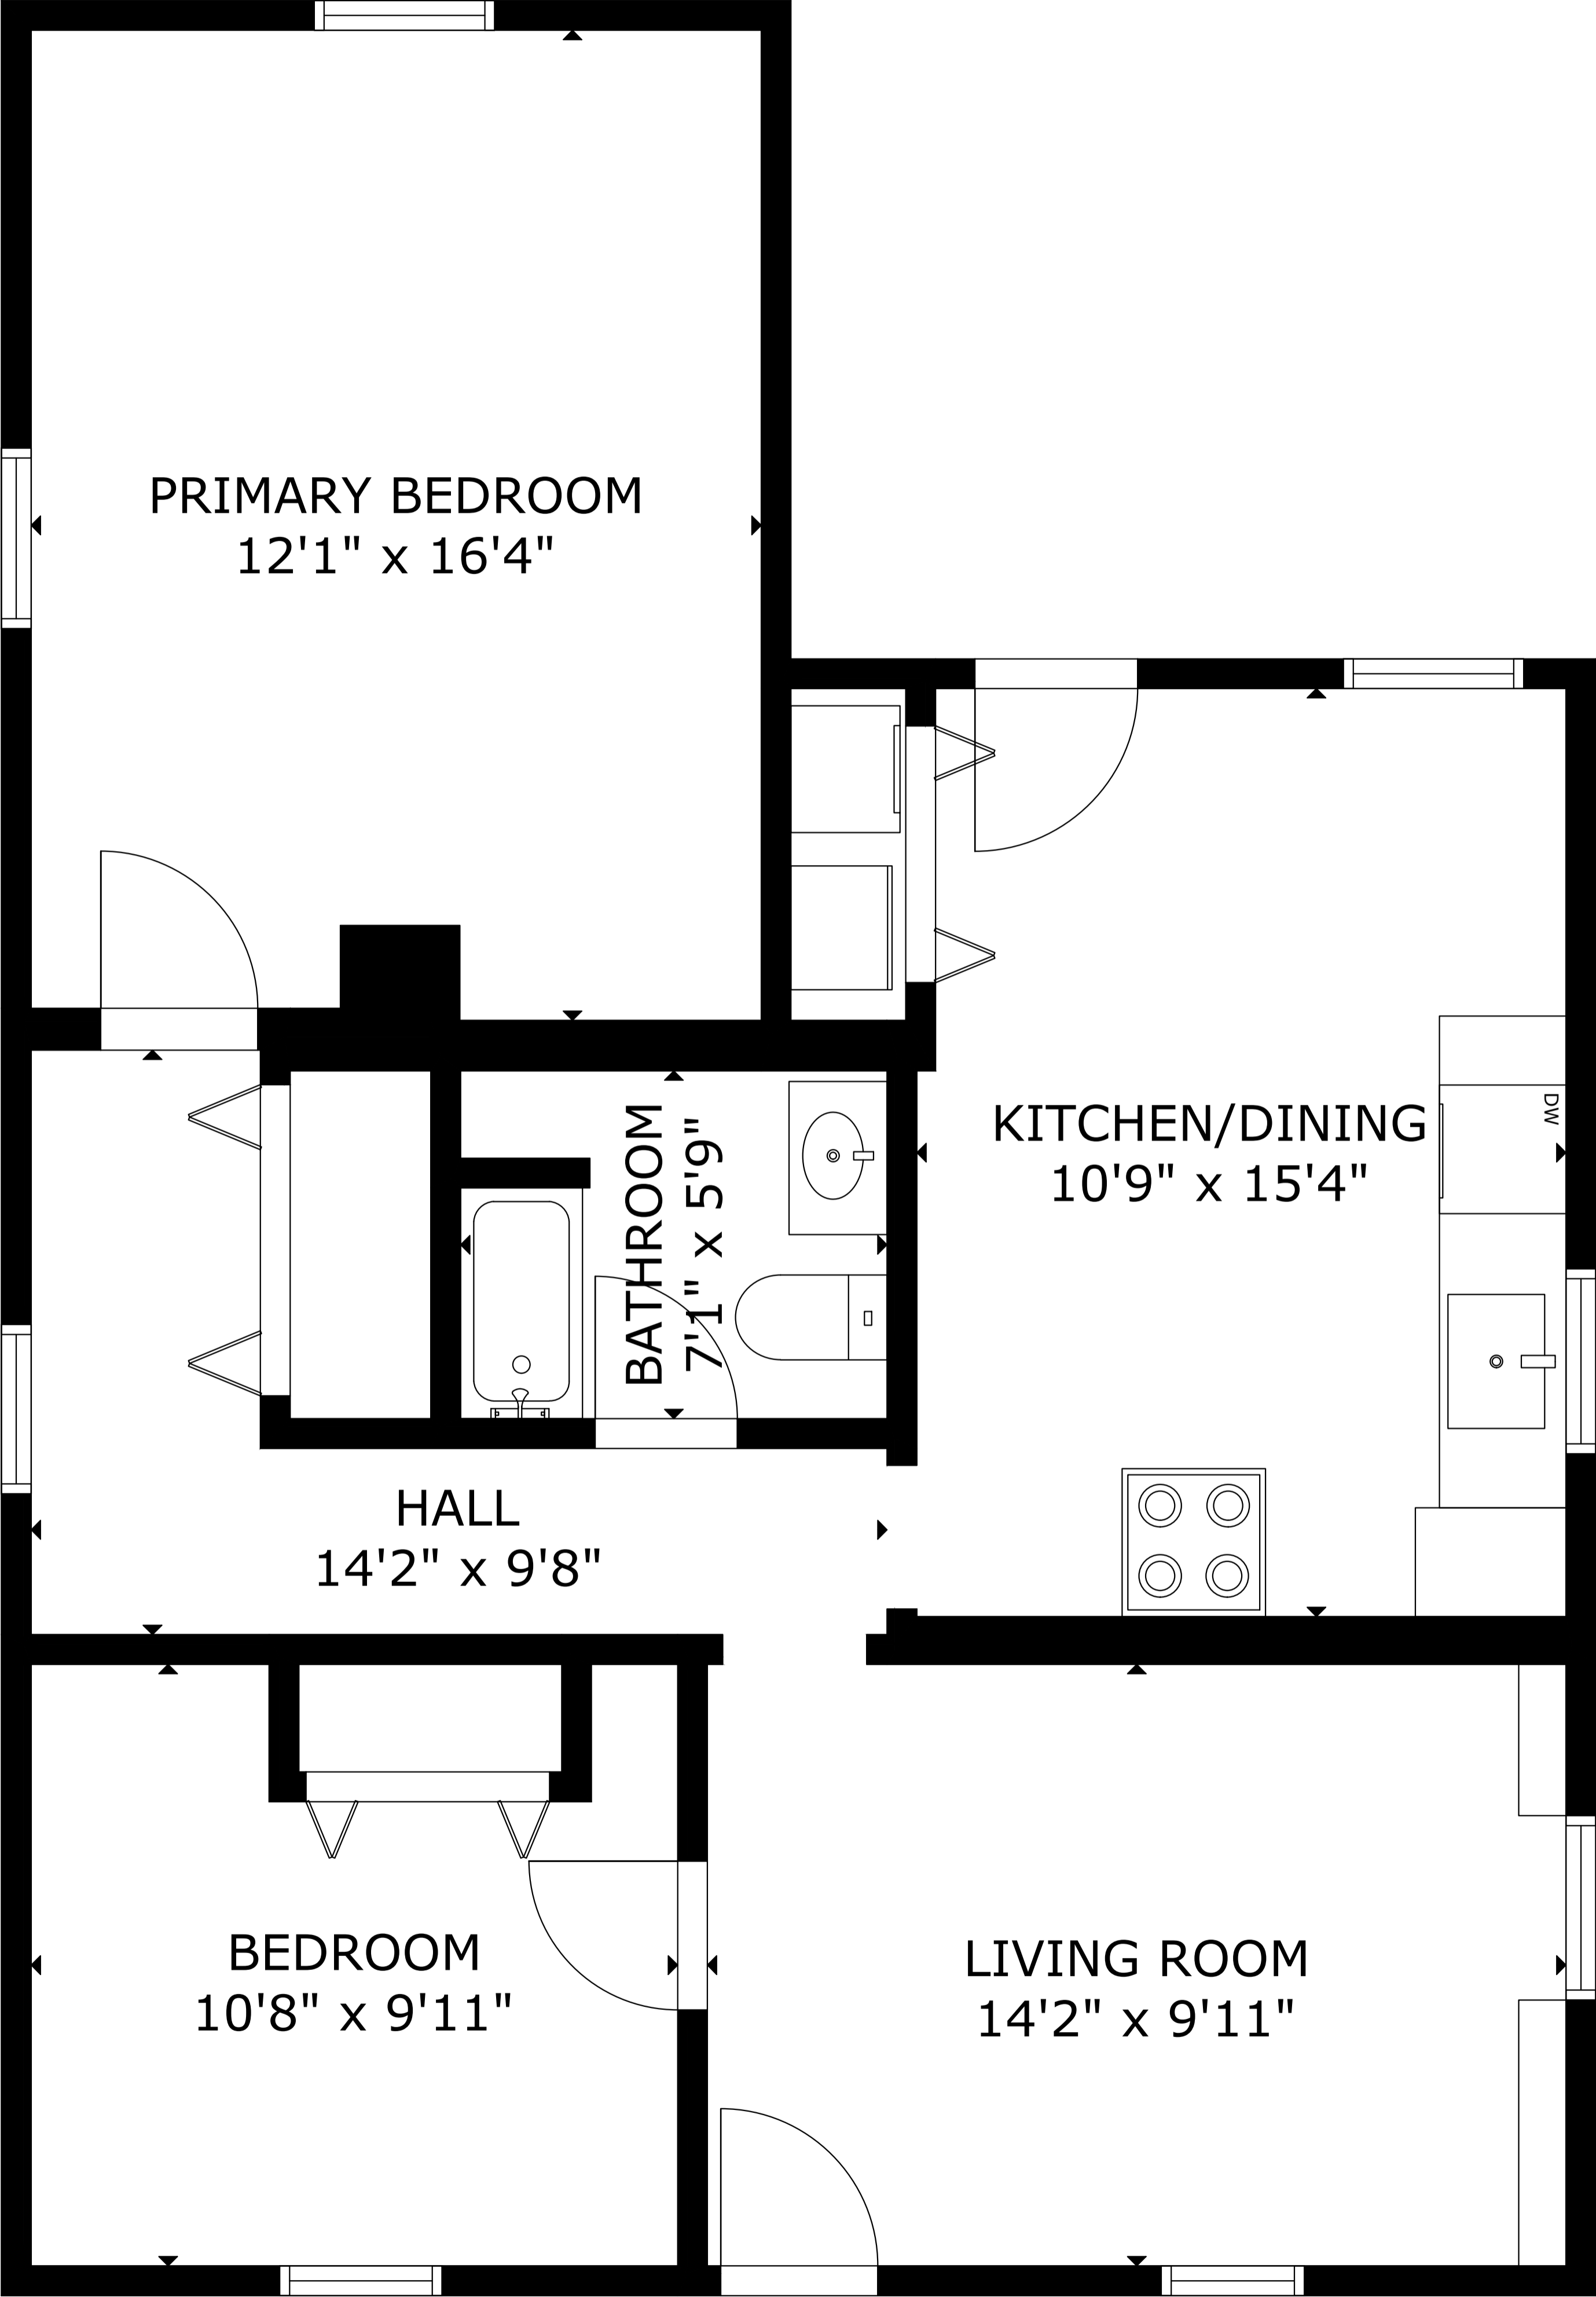 PRIMARY BEDROOM
12'1" x 16'4"
KITCHEN/DINING
10'9" x 15'4"
DW
BATHROOM
7'1" x 5'9"
HALL
14'2" x 9'8"
BEDROOM
10'8" x 9'11"
LIVING ROOM
14'2" x 9'11"